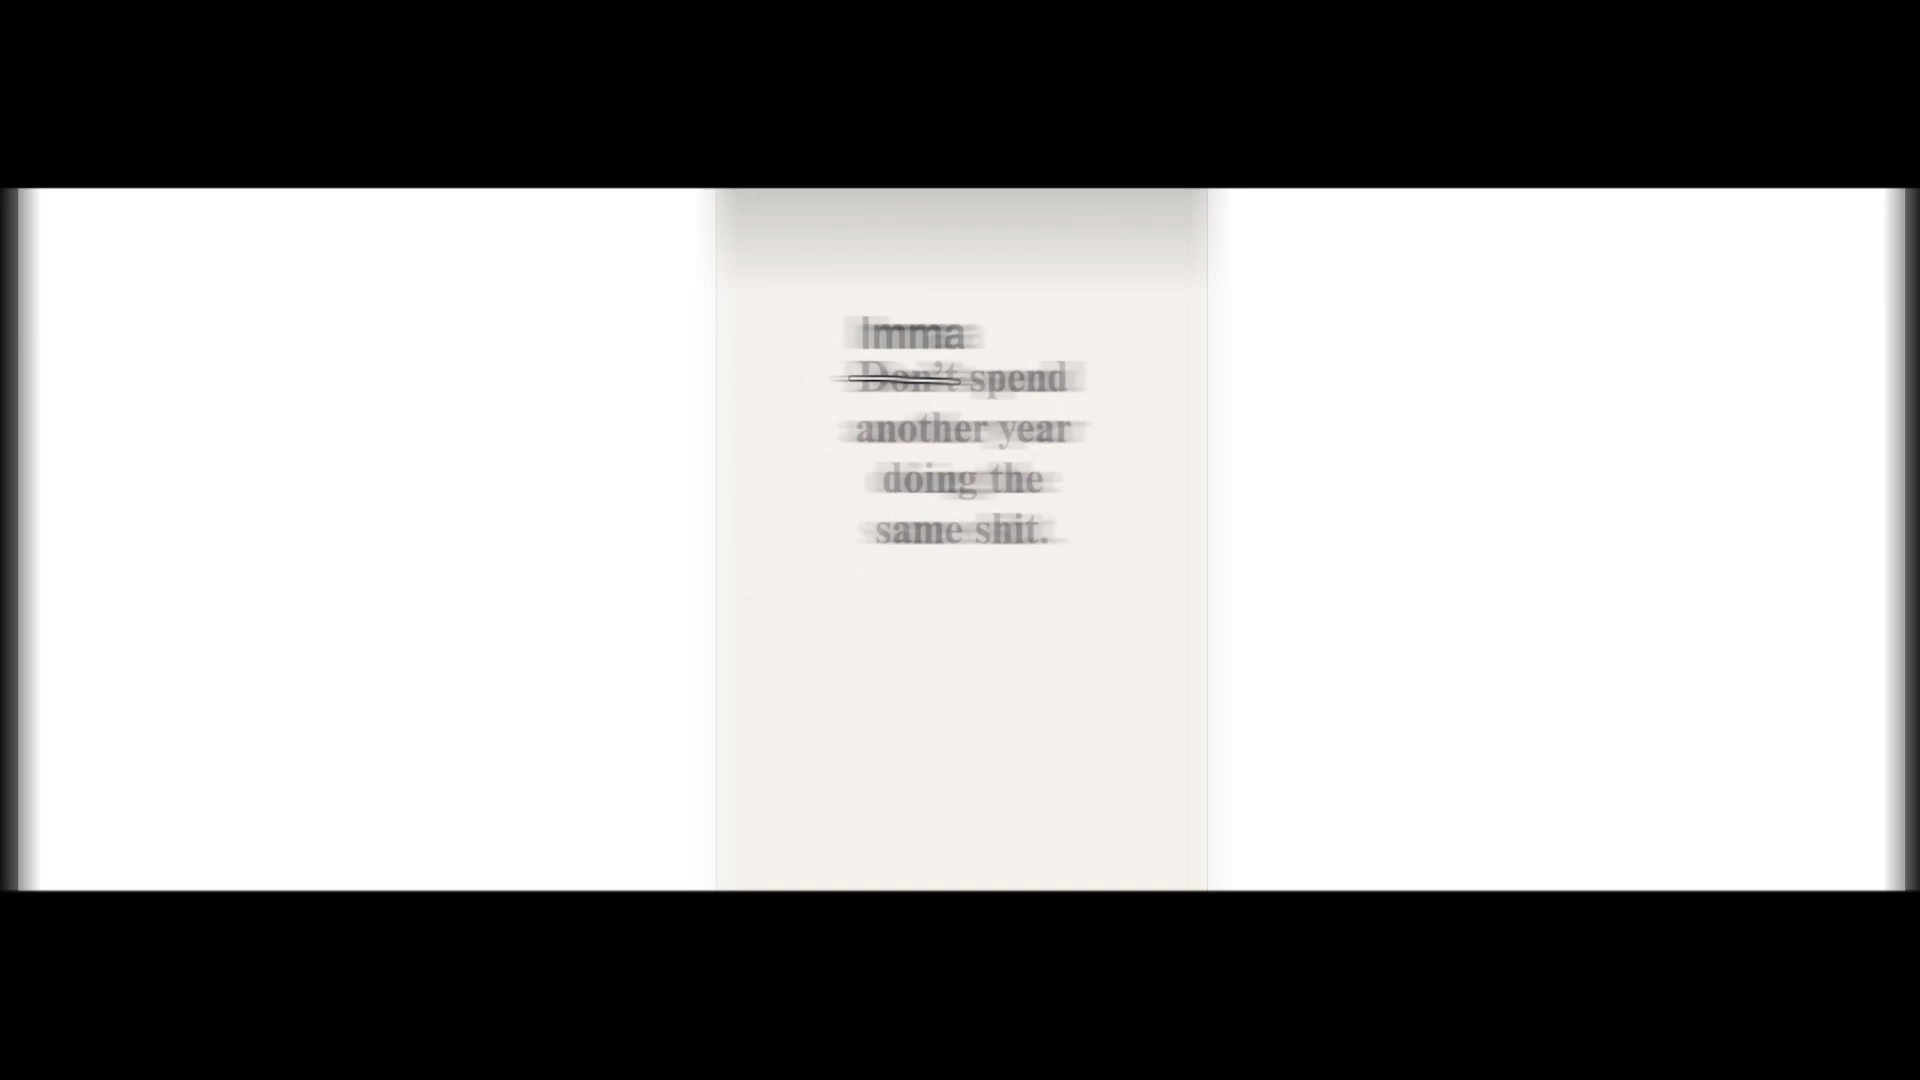 Imma
Don’t spend
another year
doing the
same shit.